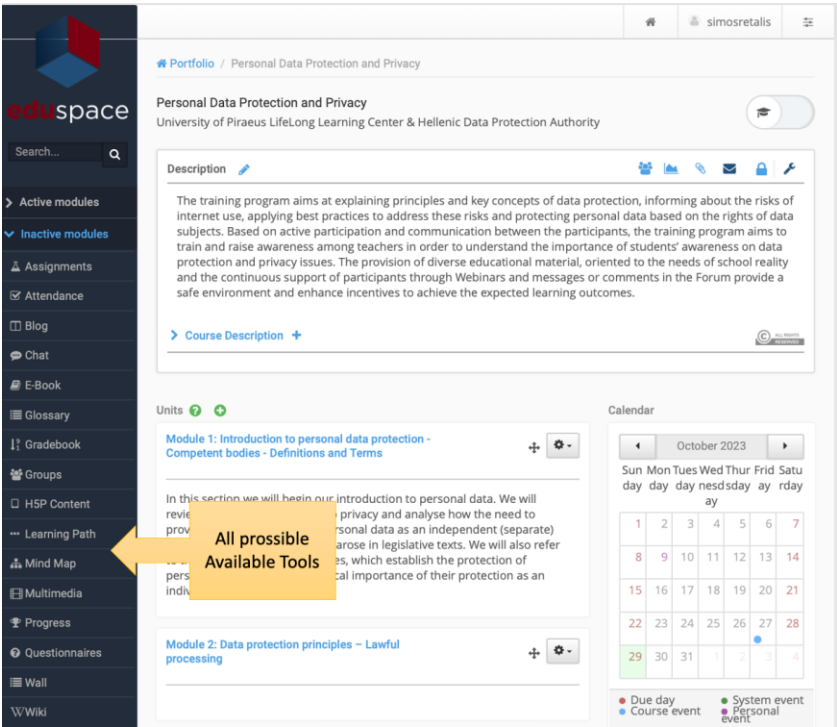 simosretalis
eduspace
Search...
Active modules
Inactive modules
Assignments
Attendance
Blog
Chat
E-Book
Glossary
Gradebook
Groups
H5P Content
Learning Path
Mind Map
Multimedia
Progress
Questionnaires
Wall
Wiki
Portfolio / Personal Data Protection and Privacy
Personal Data Protection and Privacy
University of Piraeus LifeLong Learning Center & Hellenic Data Protection Authority
Description
The training program aims at explaining principles and key concepts of data protection, informing about the risks of
internet use, applying best practices to address these risks and protecting personal data based on the rights of data
subjects. Based on active participation and communication between the participants, the training program aims to
train and raise awareness among teachers in order to understand the importance of students' awareness on data
protection and privacy issues. The provision of diverse educational material, oriented to the needs of school reality
and the continuous support of participants through Webinars and messages or comments in the Forum provide a
safe environment and enhance incentives to achieve the expected learning outcomes.
Course Description
ALL RIGHTS
RESERVED
Units
Module 1: Introduction to personal data protection -
Competent bodies - Definitions and Terms
In this section we will begin our introduction to personal data. We will
privacy and analyse how the need to
personal data as an independent (separate)
arose in legislative texts. We will also refer
which establish the protection of
importance of their protection as an
All prossible
Available Tools
Module 2: Data protection principles – Lawful
processing
Calendar
October 2023
Sun Mon Tues Wed Thur Frid Satu
day day day nesd sday ay rday
ay
1 2 3 4 5 6 7
8 9 10 11 12 13 14
15 16 17 18 19 20 21
22 23 24 25 26 27 28
29 30 31 1 2 3 4
Due day System event
Course event Personal
event